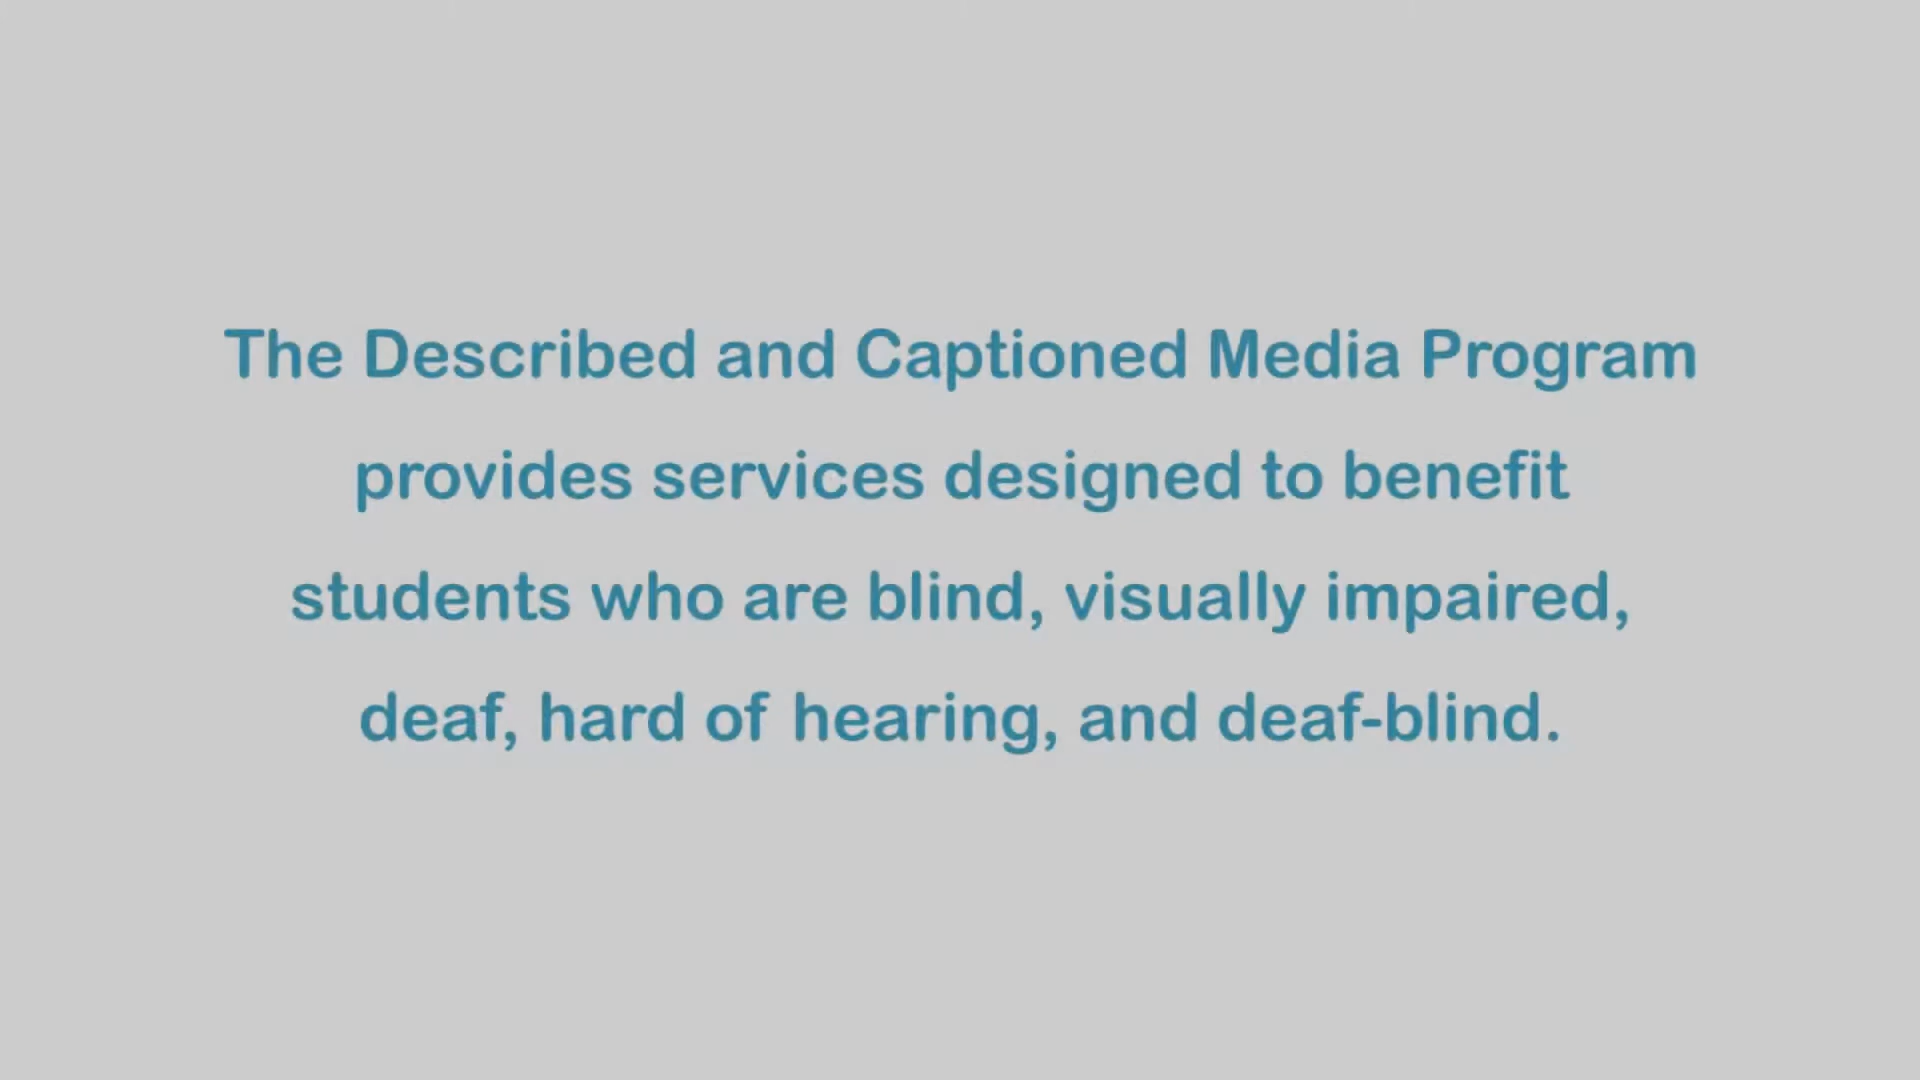 The Described and Captioned Media Program
provides services designed to benefit
students who are blind, visually impaired,
deaf, hard of hearing, and deaf-blind.